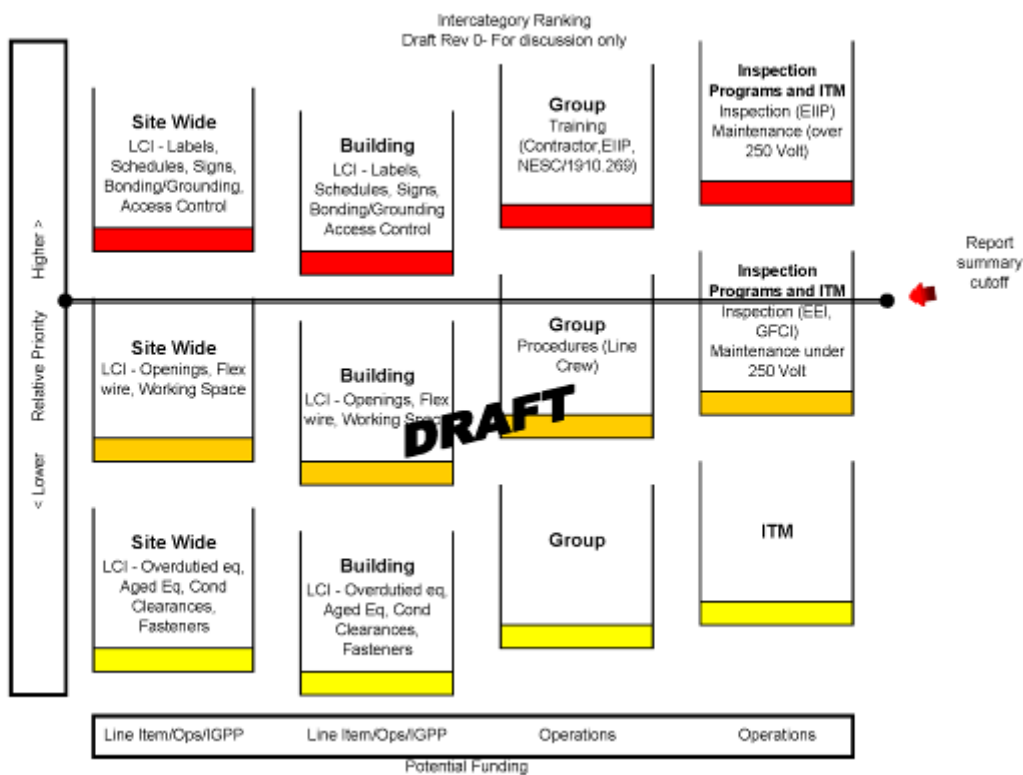 Intercategory Ranking
Draft Rev 0- For discussion only
< Lower Relative Priority Higher >
Site Wide
LCI - Labels,
Schedules, Signs,
Bonding/Grounding,
Access Control
Building
LCI - Labels,
Schedules, Signs,
Bonding/Grounding
Access Control
Group
Training
(Contractor,EIIP,
NESC/1910.269)
Inspection
Programs and ITM
Inspection (EIIP)
Maintenance (over
250 Volt)
Report
summary
cutoff
Site Wide
LCI - Openings, Flex
wire, Working Space
Building
LCI - Openings, Flex
wire, Working Space
Group
Procedures (Line
Crew)
Inspection
Programs and ITM
Inspection (EEI,
GFCI)
Maintenance under
250 Volt
DRAFT
Site Wide
LCI - Overdutied eq,
Aged Eq, Cond
Clearances,
Fasteners
Building
LCI - Overdutied eq,
Aged Eq, Cond
Clearances,
Fasteners
Group
ITM
Line Item/Ops/IGPP
Line Item/Ops/IGPP
Operations
Operations
Potential Funding